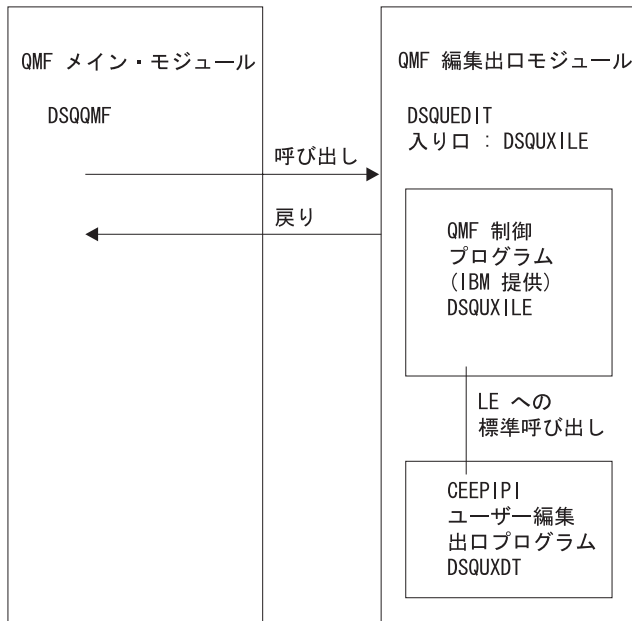 QMF メイン・モジュール
DSQQMF
呼び出し
戻り
QMF 編集出口モジュール
DSQUEDIT
入り口 : DSQUXILE
QMF 制御
プログラム
(IBM 提供)
DSQUXILE
LE への
標準呼び出し
CEEPIPI
ユーザー編集
出口プログラム
DSQUXDT